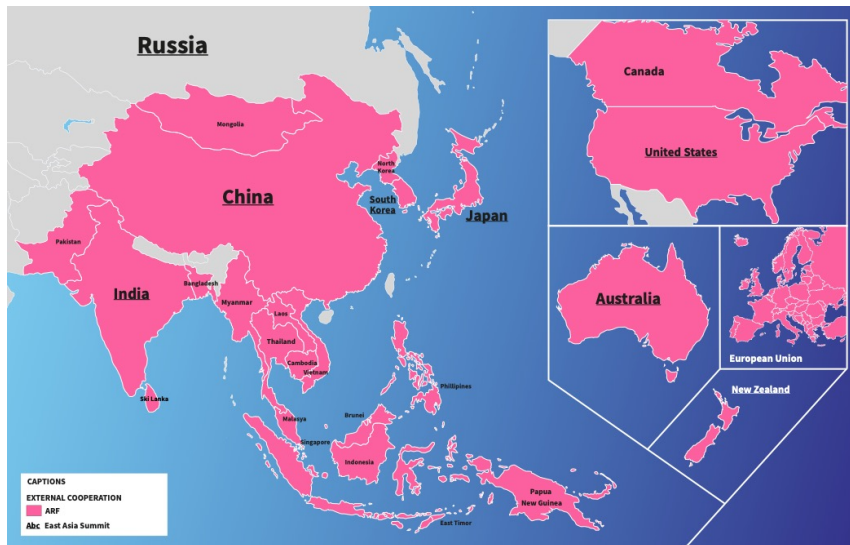 Russia
Canada
Mongolia
United States
North
Korea
China
South
Korea
Japan
Pakistan
Bangladesh
India
Myanmar
Australia
Laos
Thailand
European Union
Cambodia
Vietnam
Phillipines
New Zealand
Ski Lanka
Brunei
Malasya
Singapore
Indonesia
CAPTIONS
EXTERNAL COOPERATION
ARF
Abc East Asia Summit
Papua
New Guinea
East Timor